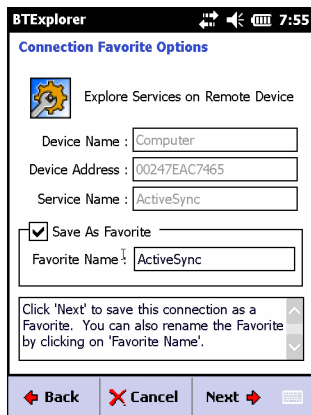 BTExplorer 7:55
Connection Favorite Options
Explore Services on Remote Device
Device Name : Computer
Device Address : 00247EAC7465
Service Name : ActiveSync
Save As Favorite
Favorite Name : ActiveSync
Click 'Next' to save this connection as a
Favorite. You can also rename the Favorite
by clicking on 'Favorite Name'.
Back Cancel Next